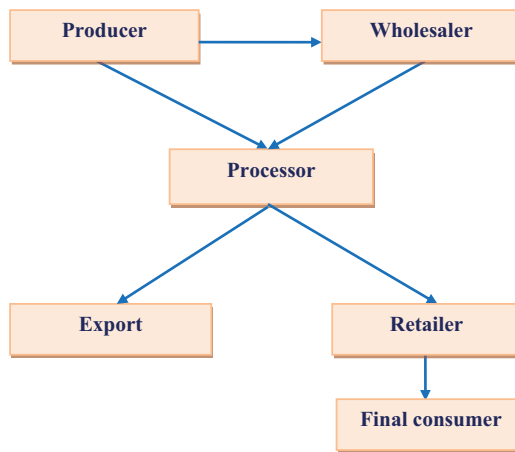 Producer
Wholesaler
Processor
Export
Retailer
Final consumer